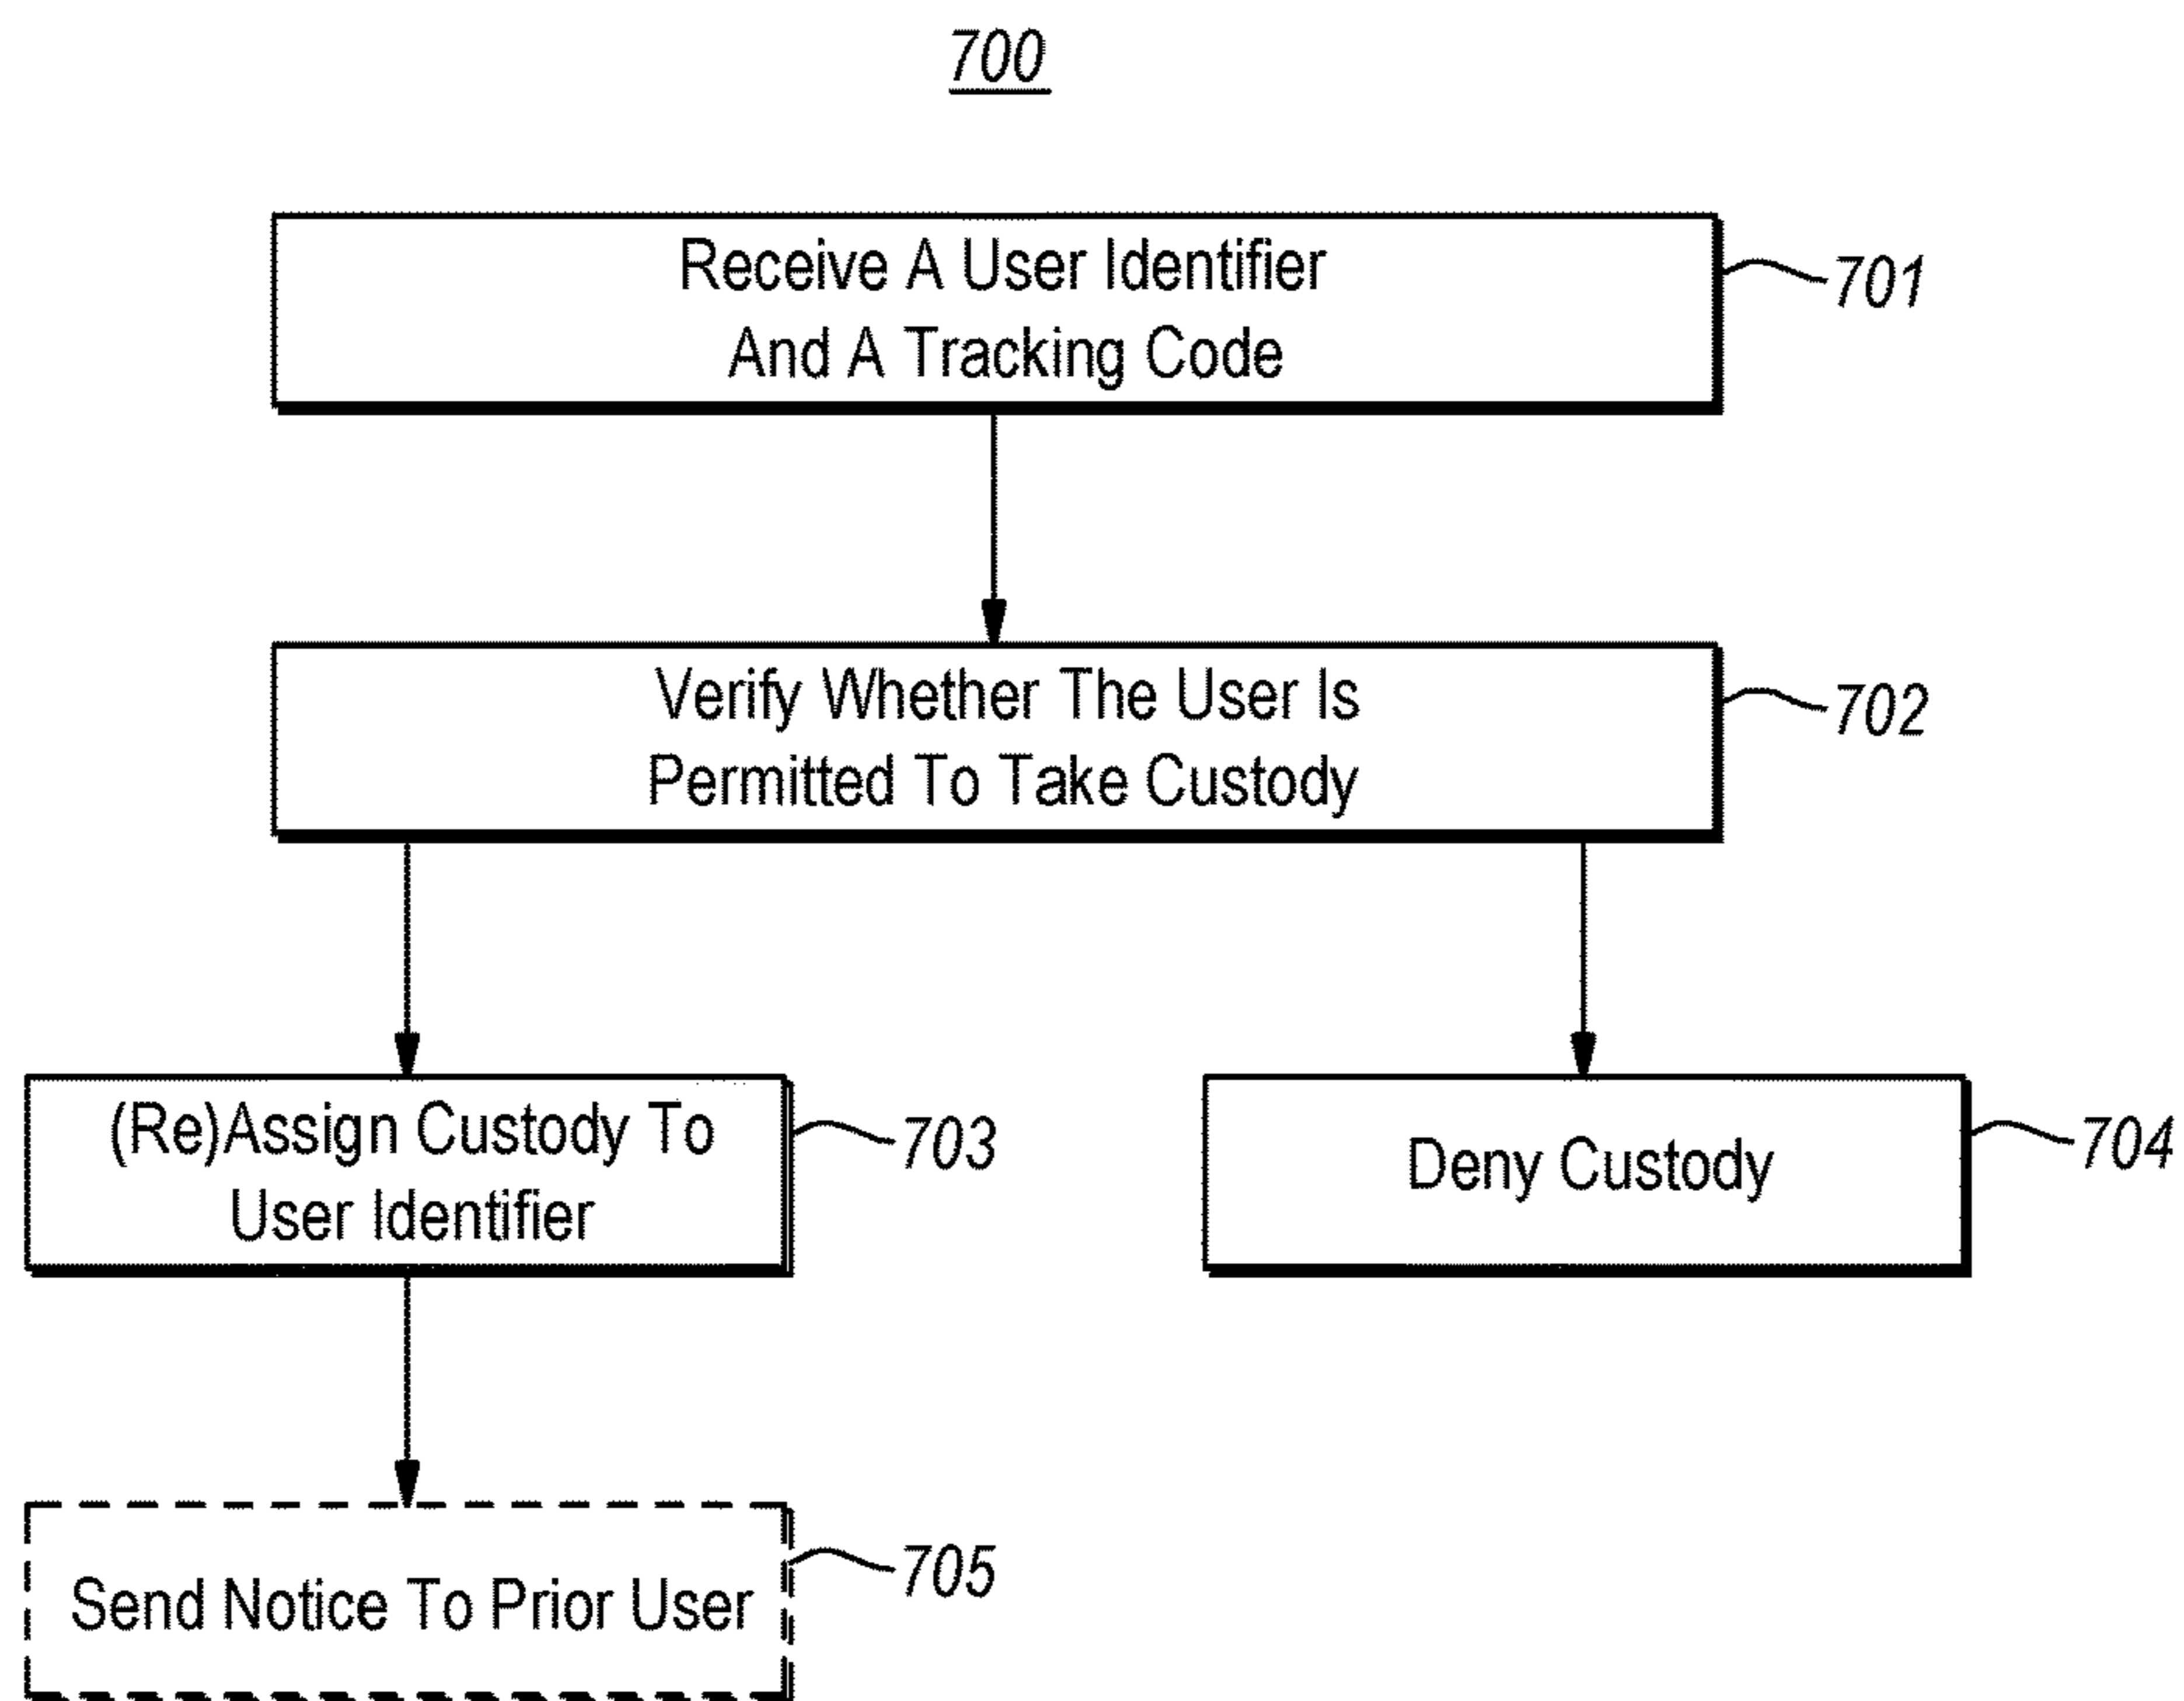 700
Receive A User Identifier
And A Tracking Code
701
Verify Whether The User Is
Permitted To Take Custody
702
(Re)Assign Custody To
User Identifier
703
Deny Custody
704
Send Notice To Prior User
705